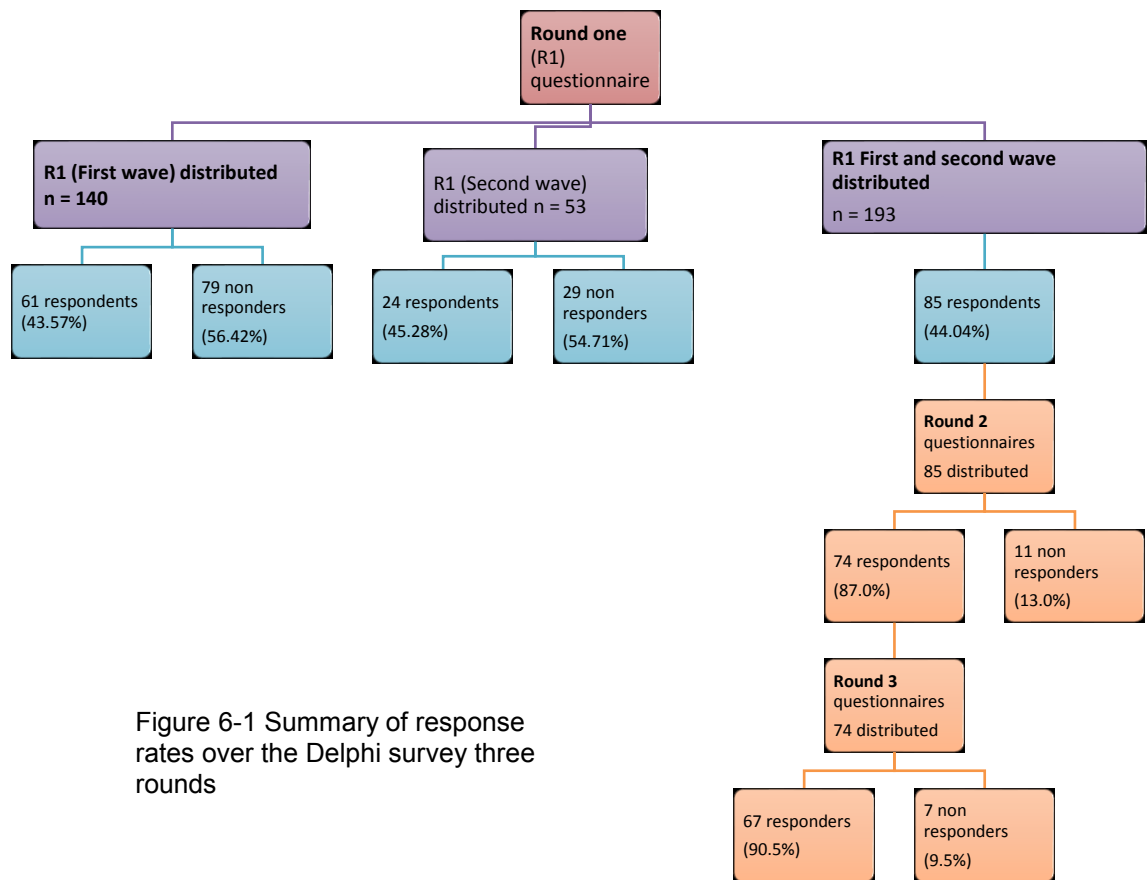 Round one
(R1)
questionnaire
R1 (First wave) distributed
n = 140
R1 (Second wave)
distributed n = 53
R1 First and second wave
distributed
n = 193
61 respondents
(43.57%)
79 non
responders
(56.42%)
24 respondents
(45.28%)
29 non
responders
(54.71%)
85 respondents
(44.04%)
Round 2
questionnaires
85 distributed
74 respondents
(87.0%)
11 non
responders
(13.0%)
Round 3
questionnaires
74 distributed
67 responders
(90.5%)
7 non
responders
(9.5%)
Figure 6-1 Summary of response
rates over the Delphi survey three
rounds